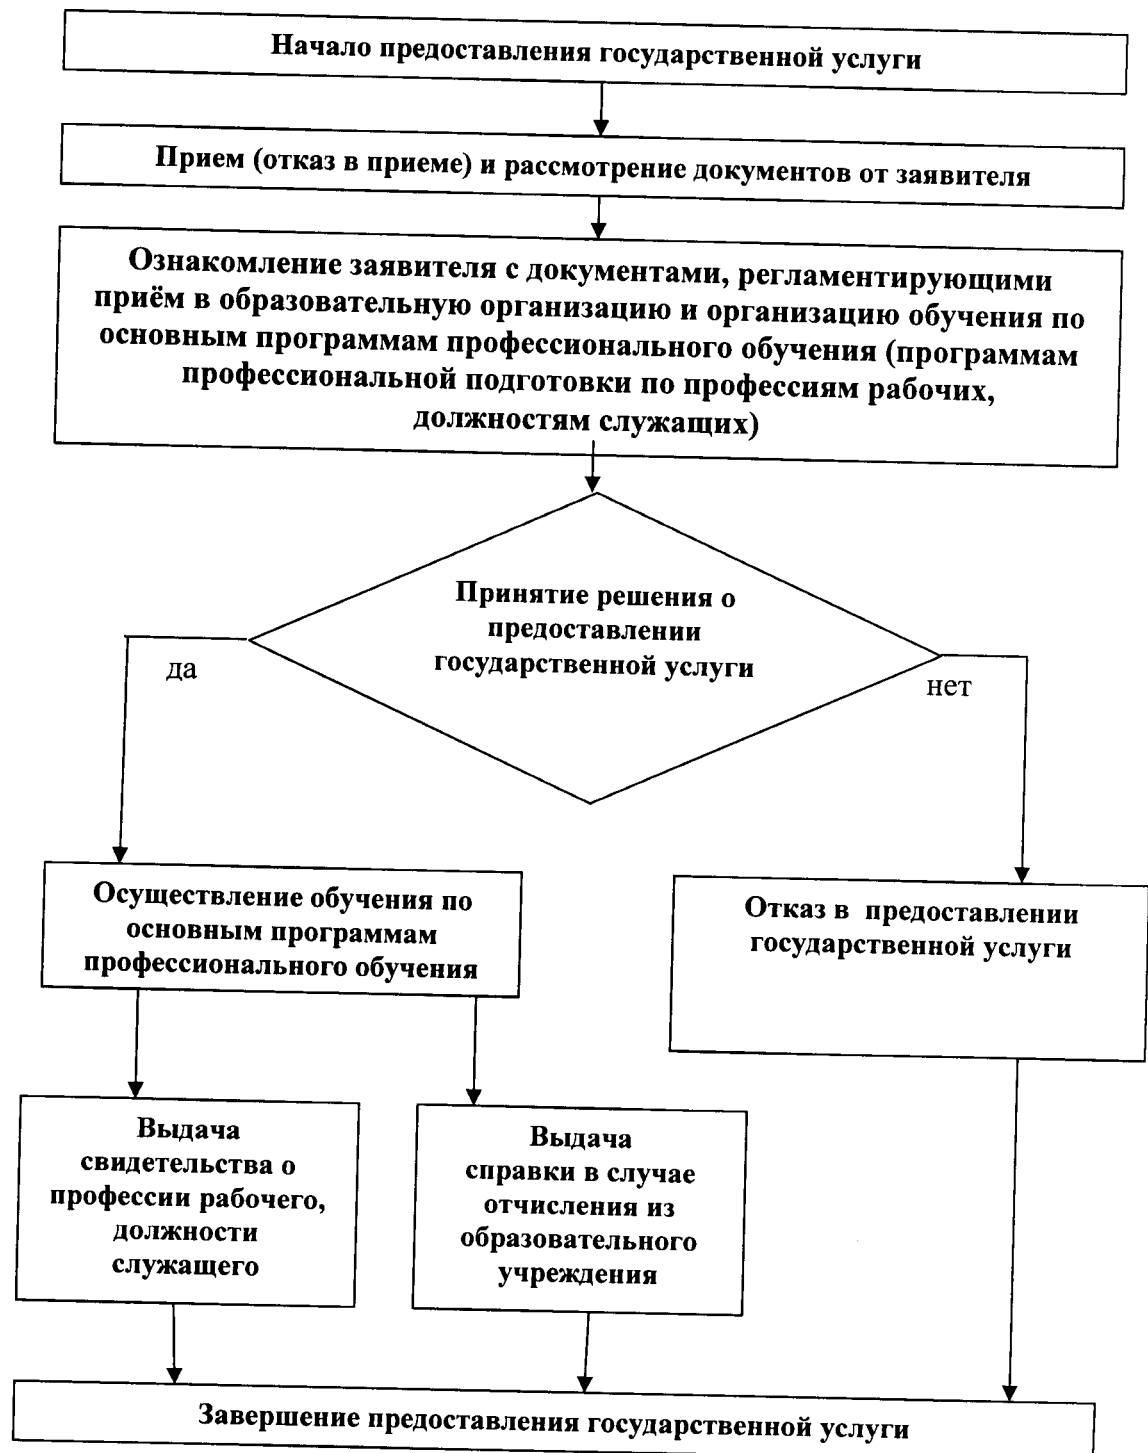 Начало предоставления государственной услуги
Прием (отказ в приеме) и рассмотрение документов от заявителя
Ознакомление заявителя с документами, регламентирующими
приём в образовательную организацию и организацию обучения по
основным программам профессионального обучения (программам
профессиональной подготовки по профессиям рабочих,
должностям служащих)
Принятие решения о
предоставлении
государственной услуги
да
нет
Осуществление обучения по
основным программам
профессионального обучения
Отказ в предоставлении
государственной услуги
Выдача
свидетельства о
профессии рабочего,
должности
служащего
Выдача
справки в случае
отчисления из
образовательного
учреждения
Завершение предоставления государственной услуги